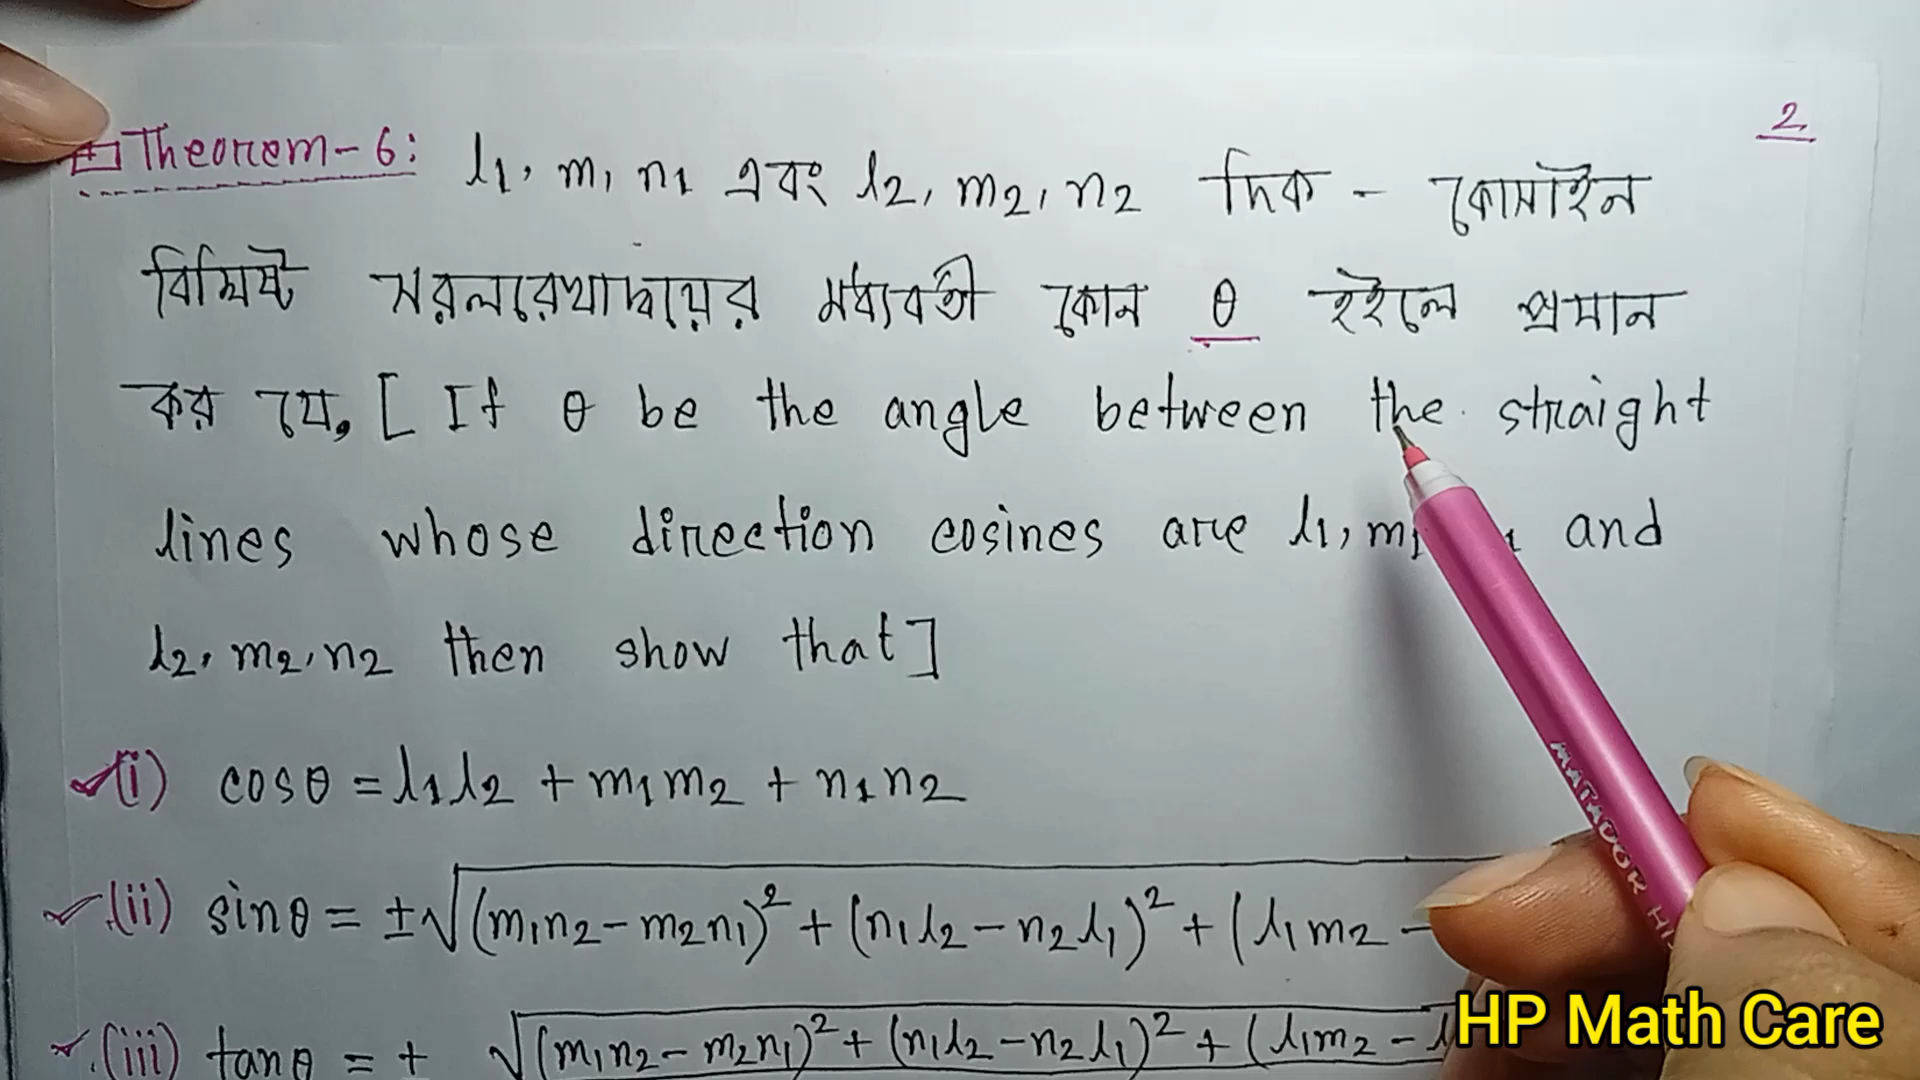 2
Theorem-6: l1, m1 n1 এবং l2, m2, n2 দিক - কোসাইন
বিশিষ্ট সরলরেখাদ্বয়ের মধ্যবর্তী কোন θ হইলে প্রমান
কর যে, [ If θ be the angle between the straight
lines whose direction cosines are l1, m1 1 and
l2, m2, n2 then show that]
(i) cosθ = l1l2 + m1m2 + n1n2
(ii) sinθ = ±√(m1n2 - m2n1)² + (n1l2 - n2l1)² + (l1m2 -
(iii) tanθ = + √(m1n2 - m2n1)² + (n1l2 - n2l1)² + (l1m2 - l
MATADOR HI
HP Math Care